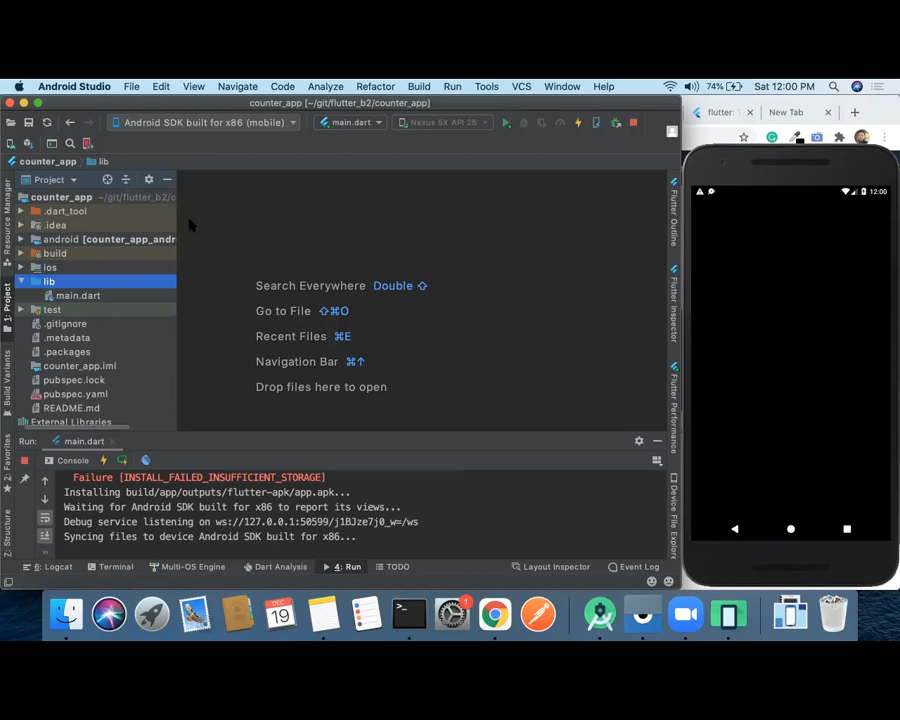 Android Studio File Edit View Navigate Code Analyze Refactor Build Run Tools VCS Window Help 74% Sat 12:00 PM
counter_app [~/git/flutter_b2/counter_app]
flutter: New Tab
Android SDK built for x86 (mobile) main.dart Nexus 5X API 25
counter_app lib
Project
counter_app ~/git/flutter_b2/c
.dart_tool
.idea
android [counter_app_andr
build
ios
lib
main.dart
test
.gitignore
.metadata
.packages
counter_app.iml
pubspec.lock
pubspec.yaml
README.md
External Libraries
Resource Manager
1: Project
Build Variants
2: Favorites
7: Structure
Search Everywhere Double ⇧
Go to File ⇧⌘O
Recent Files ⌘E
Navigation Bar ⌘↑
Drop files here to open
Flutter Outline
Flutter Inspector
Flutter Performance
Device File Explorer
12:00
Run: main.dart
Console
Failure [INSTALL_FAILED_INSUFFICIENT_STORAGE]
Installing build/app/outputs/flutter-apk/app.apk...
Waiting for Android SDK built for x86 to report its views...
Debug service listening on ws://127.0.0.1:50599/j1BJze7j0_w=/ws
Syncing files to device Android SDK built for x86...
6: Logcat Terminal Multi-OS Engine Dart Analysis 4: Run TODO Layout Inspector Event Log
DEC
19
1